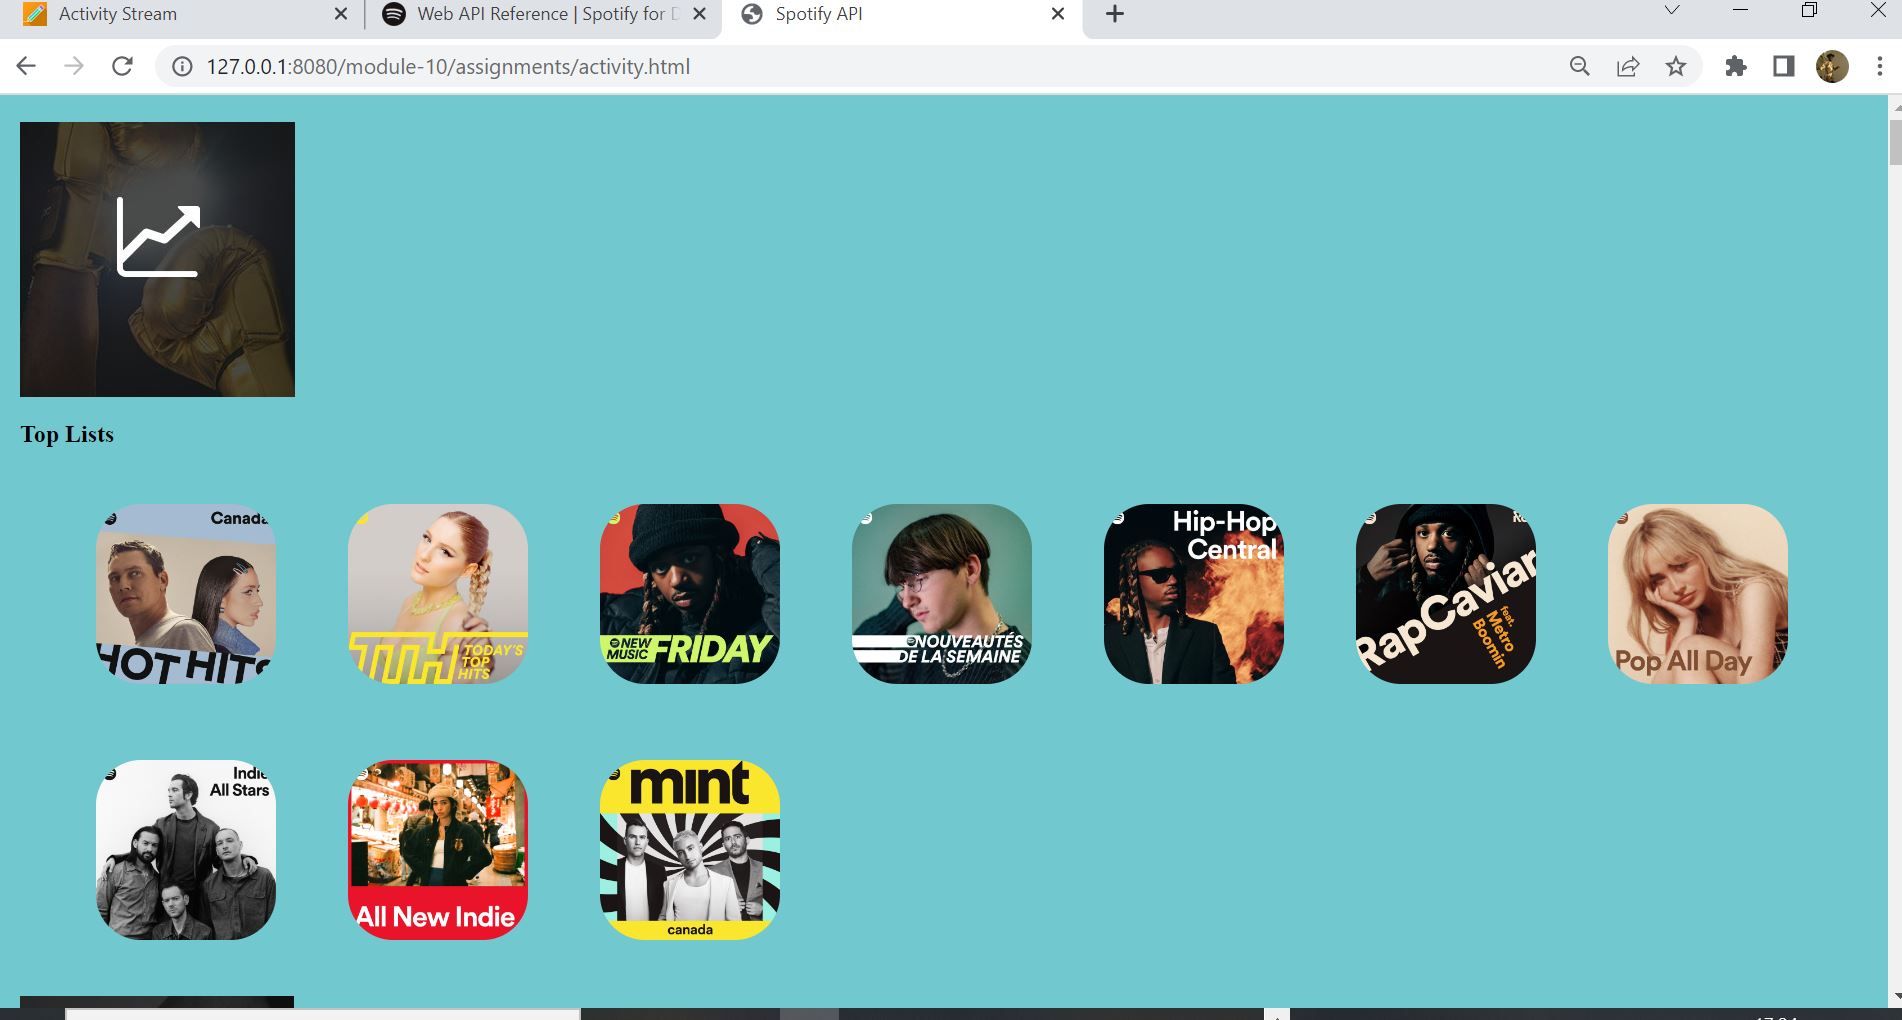 Activity Stream
Web API Reference | Spotify for
Spotify API
127.0.0.1:8080/module-10/assignments/activity.html
Top Lists
Canada
HOT HITS
TTH TODAY'S
TOP
HITS
NEW
MUSIC FRIDAY
NOUVEAUTÉS
DE LA SEMAINE
Hip-Hop
Central
RapCaviar
feat.
Metro
Boomin
Pop All Day
Indie
All Stars
All New Indie
mint
canada